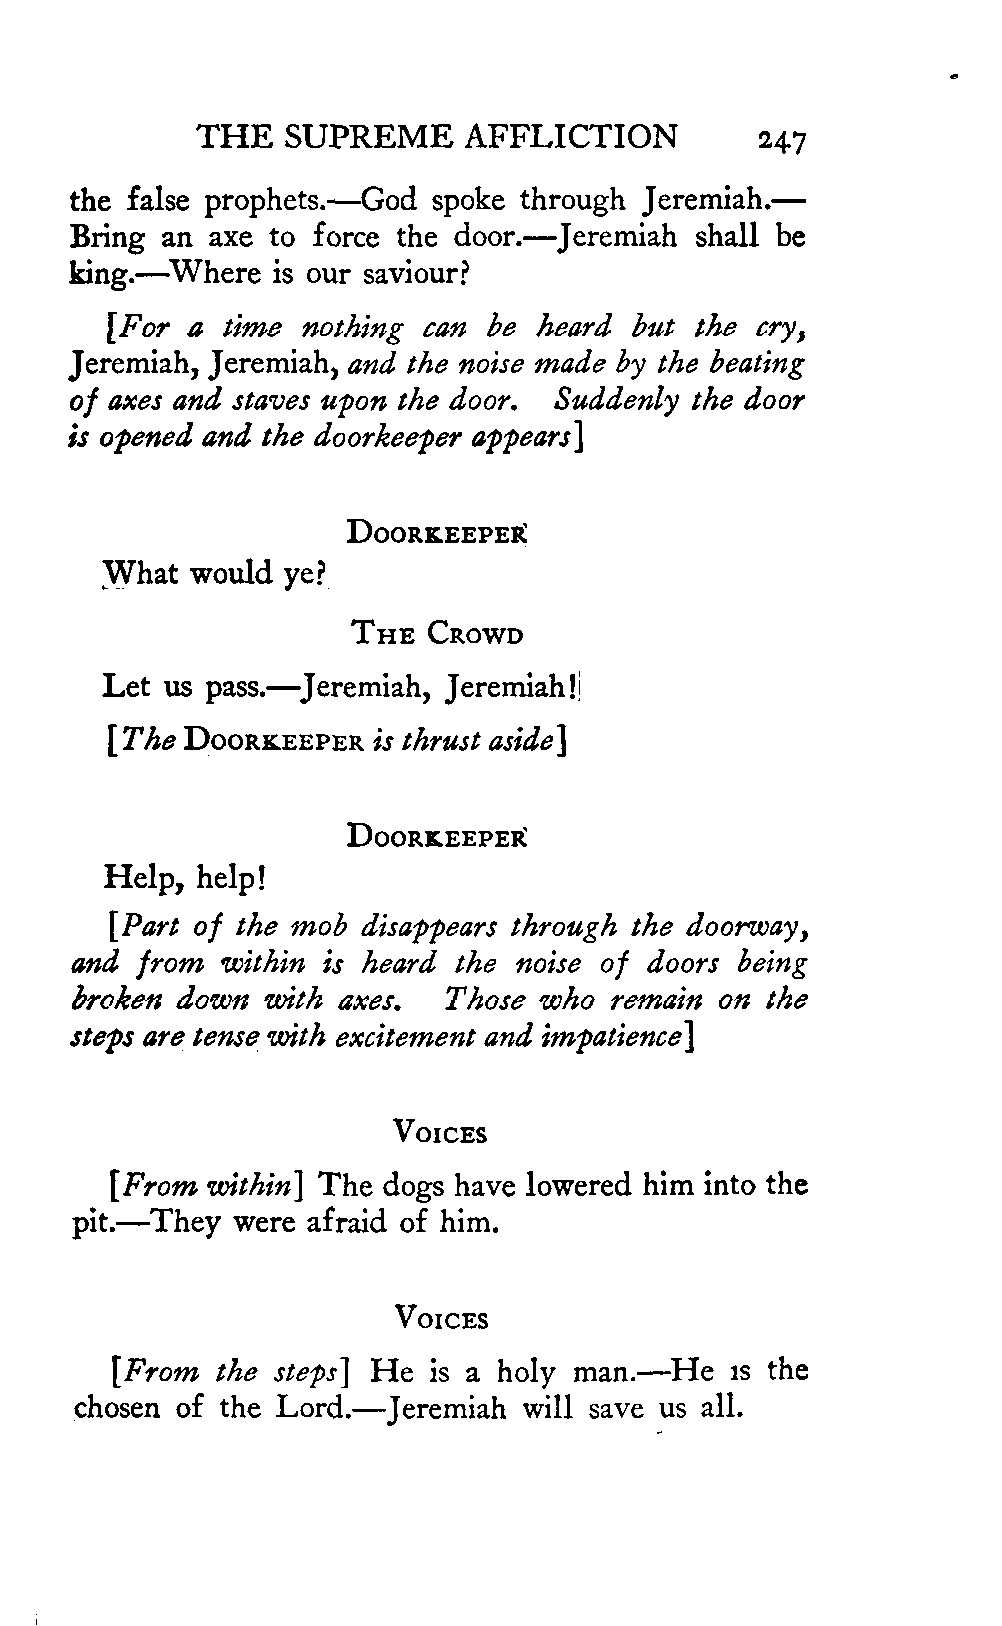 THE SUPREME AFFLICTION 247
the false prophets.—God spoke through Jeremiah.—
Bring an axe to force the door.—Jeremiah shall be
king.—Where is our saviour?
[For a time nothing can be heard but the cry,
Jeremiah, Jeremiah, and the noise made by the beating
of axes and staves upon the door. Suddenly the door
is opened and the doorkeeper appears]
DOORKEEPER
What would ye?
THE CROWD
Let us pass.—Jeremiah, Jeremiah!
[The DOORKEEPER is thrust aside]
DOORKEEPER
Help, help!
[Part of the mob disappears through the doorway,
and from within is heard the noise of doors being
broken down with axes. Those who remain on the
steps are tense with excitement and impatience]
VOICES
[From within] The dogs have lowered him into the
pit.—They were afraid of him.
VOICES
[From the steps] He is a holy man.—He is the
chosen of the Lord.—Jeremiah will save us all.